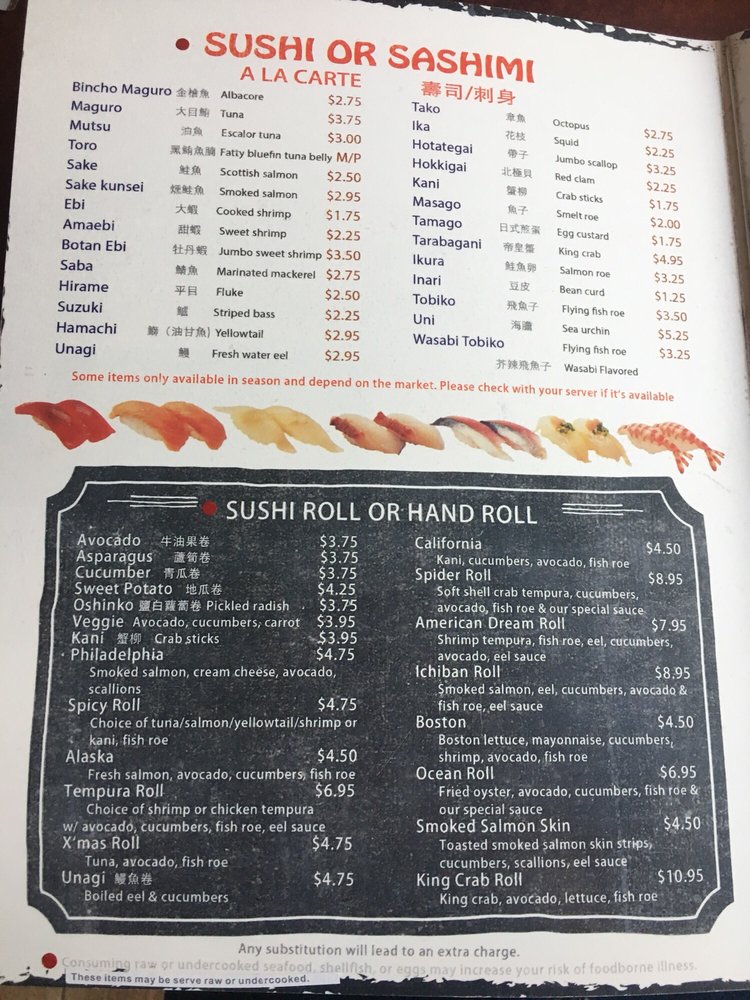 SUSHI OR SASHIMI
A LA CARTE
壽司/刺身
Bincho Maguro 金槍魚 Albacore $2.75
Maguro 大目鮪 Tuna $3.75
Mutsu 油魚 Escalor tuna $3.00
Toro 黑鮪魚腩 Fatty bluefin tuna belly M/P
Sake 鮭魚 Scottish salmon $2.50
Sake kunsei 燻鮭魚 Smoked salmon $2.95
Ebi 大蝦 Cooked shrimp $1.75
Amaebi 甜蝦 Sweet shrimp $2.25
Botan Ebi 牡丹蝦 Jumbo sweet shrimp $3.50
Saba 鯖魚 Marinated mackerel $2.75
Hirame 平目 Fluke $2.50
Suzuki 鱸 Striped bass $2.25
Hamachi 鰤（油甘魚) Yellowtail $2.95
Unagi 鰻 Fresh water eel $2.95
Tako 章魚 Octopus $2.75
Ika 花枝 Squid $2.25
Hotategai 帶子 Jumbo scallop $3.25
Hokkigai 北極貝 Red clam $2.25
Kani 蟹柳 Crab sticks $1.75
Masago 魚子 Smelt roe $2.00
Tamago 日式煎蛋 Egg custard $1.75
Tarabagani 帝皇蟹 King crab $4.95
Ikura 鮭魚卵 Salmon roe $3.25
Inari 豆皮 Bean curd $1.25
Tobiko 飛魚子 Flying fish roe $3.50
Uni 海膽 Sea urchin $5.25
Wasabi Tobiko Flying fish roe $3.25
芥辣飛魚子 Wasabi Flavored
Some items only available in season and depend on the market. Please check with your server if it's available
SUSHI ROLL OR HAND ROLL
Avocado 牛油果卷 $3.75
Asparagus 蘆筍卷 $3.75
Cucumber 青瓜卷 $3.75
Sweet Potato 地瓜卷 $4.25
Oshinko 鹽白蘿蔔卷 Pickled radish $3.75
Veggie Avocado, cucumbers, carrot $3.95
Kani 蟹柳 Crab sticks $3.95
Philadelphia $4.75
Smoked salmon, cream cheese, avocado,
scallions
Spicy Roll $4.75
Choice of tuna/salmon/yellowtail/shrimp or
kani, fish roe
Alaska $4.50
Fresh salmon, avocado, cucumbers, fish roe
Tempura Roll $6.95
Choice of shrimp or chicken tempura
w/ avocado, cucumbers, fish roe, eel sauce
X'mas Roll $4.75
Tuna, avocado, fish roe
Unagi 鰻魚卷 $4.75
Boiled eel & cucumbers
California $4.50
Kani, cucumbers, avocado, fish roe
Spider Roll $8.95
Soft shell crab tempura, cucumbers,
avocado, fish roe & our special sauce
American Dream Roll $7.95
Shrimp tempura, fish roe, eel, cucumbers,
avocado, eel sauce
Ichiban Roll $8.95
Smoked salmon, eel, cucumbers, avocado &
fish roe, eel sauce
Boston $4.50
Boston lettuce, mayonnaise, cucumbers,
shrimp, avocado, fish roe
Ocean Roll $6.95
Fried oyster, avocado, cucumbers, fish roe &
our special sauce
Smoked Salmon Skin $4.50
Toasted smoked salmon skin strips,
cucumbers, scallions, eel sauce
King Crab Roll $10.95
King crab, avocado, lettuce, fish roe
Any substitution will lead to an extra charge.
Consuming raw or undercooked seafood, shellfish, or eggs may increase your risk of foodborne illness.
These items may be serve raw or undercooked.